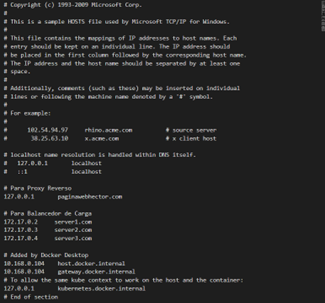 # Copyright (c) 1993-2009 Microsoft Corp.
#
# This is a sample HOSTS file used by Microsoft TCP/IP for Windows.
#
# This file contains the mappings of IP addresses to host names. Each
# entry should be kept on an individual line. The IP address should
# be placed in the first column followed by the corresponding host name.
# The IP address and the host name should be separated by at least one
# space.
#
# Additionally, comments (such as these) may be inserted on individual
# lines or following the machine name denoted by a '#' symbol.
#
# For example:
#
#      102.54.94.97     rhino.acme.com          # source server
#       38.25.63.10     x.acme.com              # x client host

# localhost name resolution is handled within DNS itself.
#	127.0.0.1       localhost
#	::1             localhost

# Para Proxy Reverso
127.0.0.1       paginawebhector.com

# Para Balancedor de Carga
172.17.0.2      server1.com
172.17.0.3      server2.com
172.17.0.4      server3.com

# Added by Docker Desktop
10.168.0.104    host.docker.internal
10.168.0.104    gateway.docker.internal
# To allow the same kube context to work on the host and the container:
127.0.0.1       kubernetes.docker.internal
# End of section